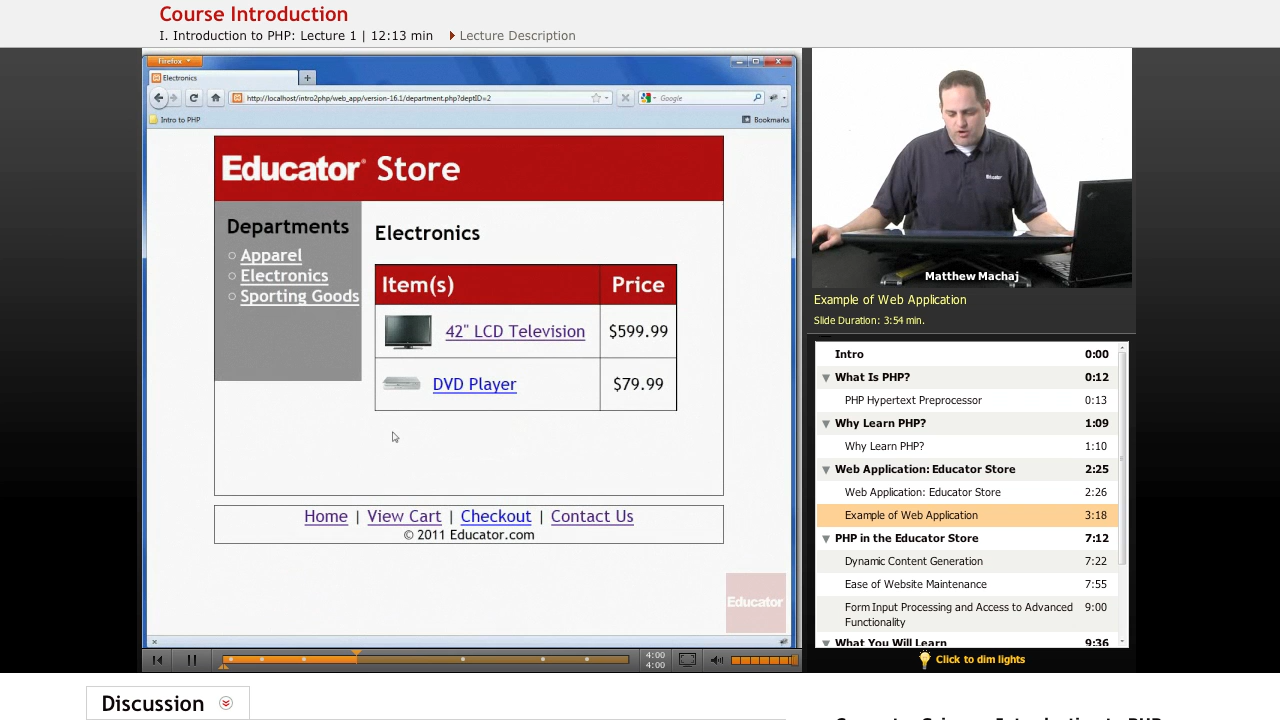 Course Introduction
I. Introduction to PHP: Lecture 1 | 12:13 min Lecture Description
Firefox
Electronics
http://localhost/intro2php/web_app/version-16.1/department.php?deptID=2
Google
Intro to PHP
Bookmarks
Educator® Store
Departments
Apparel
Electronics
Sporting Goods
Electronics
Item(s) Price
42" LCD Television $599.99
DVD Player $79.99
Home | View Cart | Checkout | Contact Us
© 2011 Educator.com
Educator
4:00
4:00
Educator
Matthew Machaj
Example of Web Application
Slide Duration: 3:54 min.
Intro 0:00
What Is PHP? 0:12
PHP Hypertext Preprocessor 0:13
Why Learn PHP? 1:09
Why Learn PHP? 1:10
Web Application: Educator Store 2:25
Web Application: Educator Store 2:26
Example of Web Application 3:18
PHP in the Educator Store 7:12
Dynamic Content Generation 7:22
Ease of Website Maintenance 7:55
Form Input Processing and Access to Advanced 9:00
Functionality
What You Will Learn 9:36
Click to dim lights
Discussion